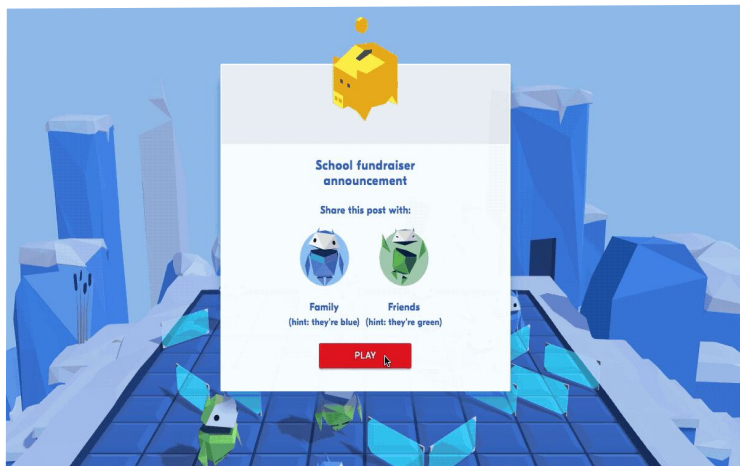 School fundraiser
announcement
Share this post with:
Family
(hint: they're blue)
Friends
(hint: they're green)
PLAY